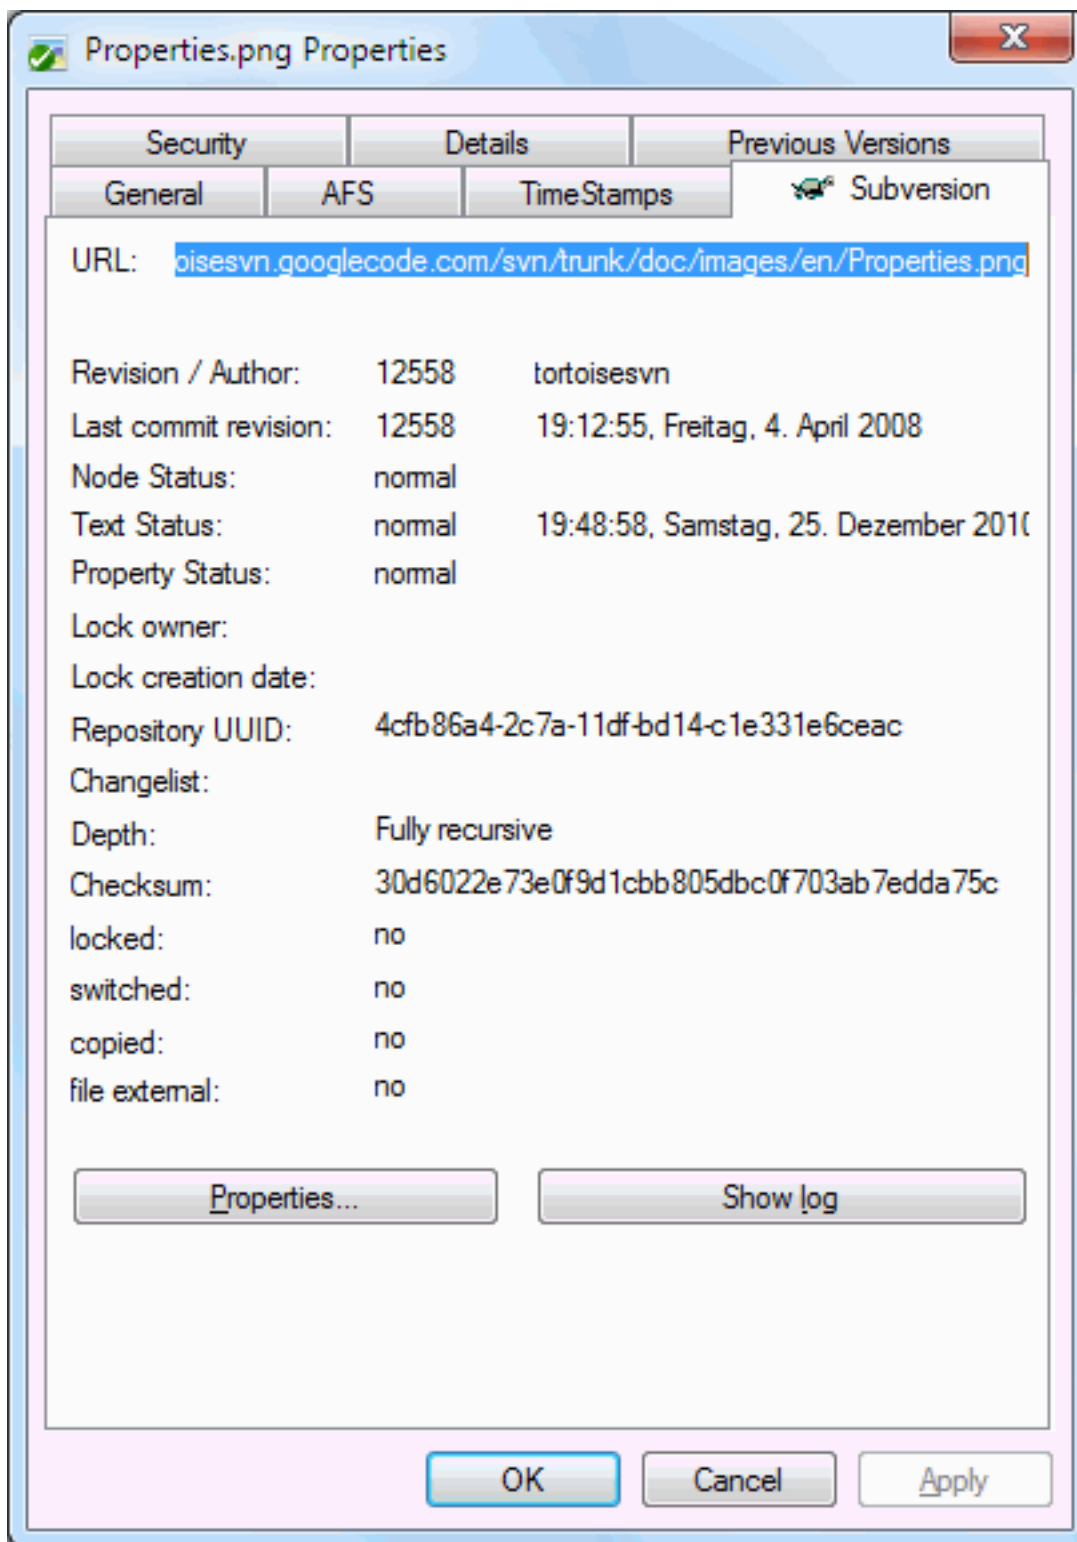 Properties.png Properties
Security Details Previous Versions
General AFS TimeStamps Subversion
URL: oisesvn.googlecode.com/svn/trunk/doc/images/en/Properties.png
Revision / Author: 12558 tortoisesvn
Last commit revision: 12558 19:12:55, Freitag, 4. April 2008
Node Status: normal
Text Status: normal 19:48:58, Samstag, 25. Dezember 2010
Property Status: normal
Lock owner:
Lock creation date:
Repository UUID: 4cfb86a4-2c7a-11df-bd14-c1e331e6ceac
Changelist:
Depth: Fully recursive
Checksum: 30d6022e73e0f9d1cbb805dbc0f703ab7edda75c
locked: no
switched: no
copied: no
file external: no
Properties... Show log
OK Cancel Apply